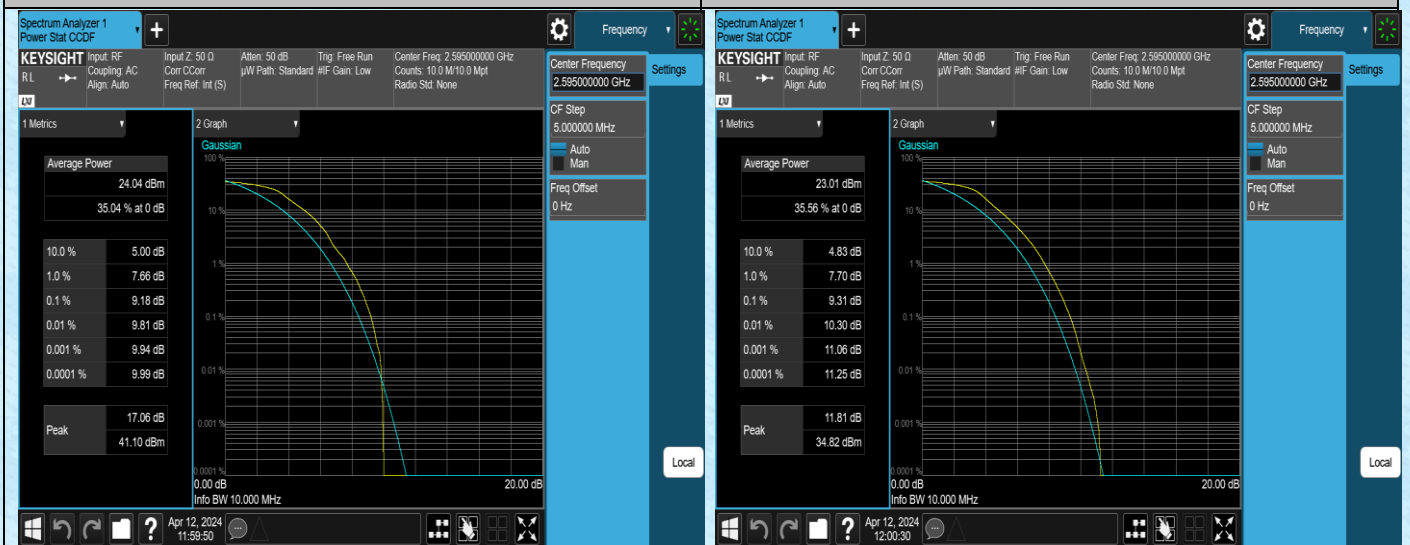 Spectrum Analyzer 1
Power Stat CCDF
+
Frequency
KEYSIGHT
Input: RF
Coupling: AC
Align: Auto
Input Z: 50 Ω
Corr CCorr
Freq Ref: Int (S)
Atten: 50 dB
µW Path: Standard
Trig: Free Run
#IF Gain: Low
Center Freq: 2.595000000 GHz
Counts: 10.0 M/10.0 Mpt
Radio Std: None
R L
LXI
Center Frequency
2.595000000 GHz
Settings
CF Step
5.000000 MHz
Auto
Man
Freq Offset
0 Hz
1 Metrics
2 Graph
Average Power
24.04 dBm
35.04 % at 0 dB
10.0 % 5.00 dB
1.0 % 7.66 dB
0.1 % 9.18 dB
0.01 % 9.81 dB
0.001 % 9.94 dB
0.0001 % 9.99 dB
Peak
17.06 dB
41.10 dBm
Gaussian
100 %
10 %
1 %
0.1 %
0.01 %
0.001 %
0.0001 %
0.00 dB
20.00 dB
Info BW 10.000 MHz
Local
?
Apr 12, 2024
11:59:50
Spectrum Analyzer 1
Power Stat CCDF
+
Frequency
KEYSIGHT
Input: RF
Coupling: AC
Align: Auto
Input Z: 50 Ω
Corr CCorr
Freq Ref: Int (S)
Atten: 50 dB
µW Path: Standard
Trig: Free Run
#IF Gain: Low
Center Freq: 2.595000000 GHz
Counts: 10.0 M/10.0 Mpt
Radio Std: None
R L
LXI
Center Frequency
2.595000000 GHz
Settings
CF Step
5.000000 MHz
Auto
Man
Freq Offset
0 Hz
1 Metrics
2 Graph
Average Power
23.01 dBm
35.56 % at 0 dB
10.0 % 4.83 dB
1.0 % 7.70 dB
0.1 % 9.31 dB
0.01 % 10.30 dB
0.001 % 11.06 dB
0.0001 % 11.25 dB
Peak
11.81 dB
34.82 dBm
Gaussian
100 %
10 %
1 %
0.1 %
0.01 %
0.001 %
0.0001 %
0.00 dB
20.00 dB
Info BW 10.000 MHz
Local
?
Apr 12, 2024
12:00:30